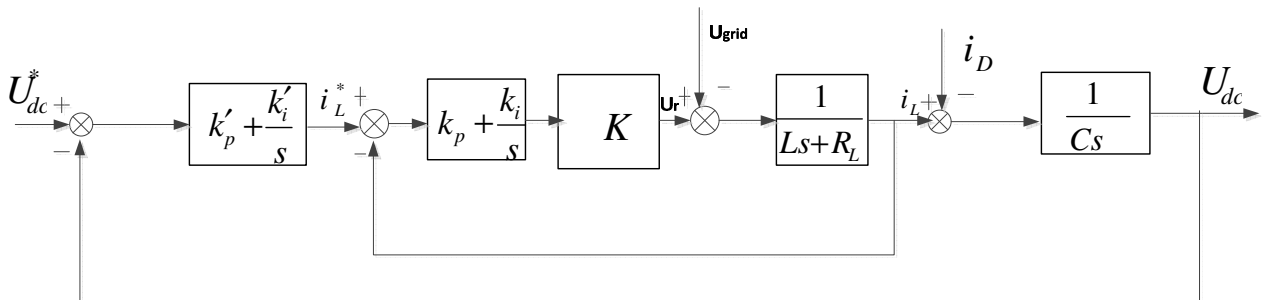 U*dc
+
−
k′p + k′i/s
i*L
+
−
kp + ki/s
K
Ur
+
−
Ugrid
1/(Ls+RL)
iL
+
−
iD
1/(Cs)
Udc